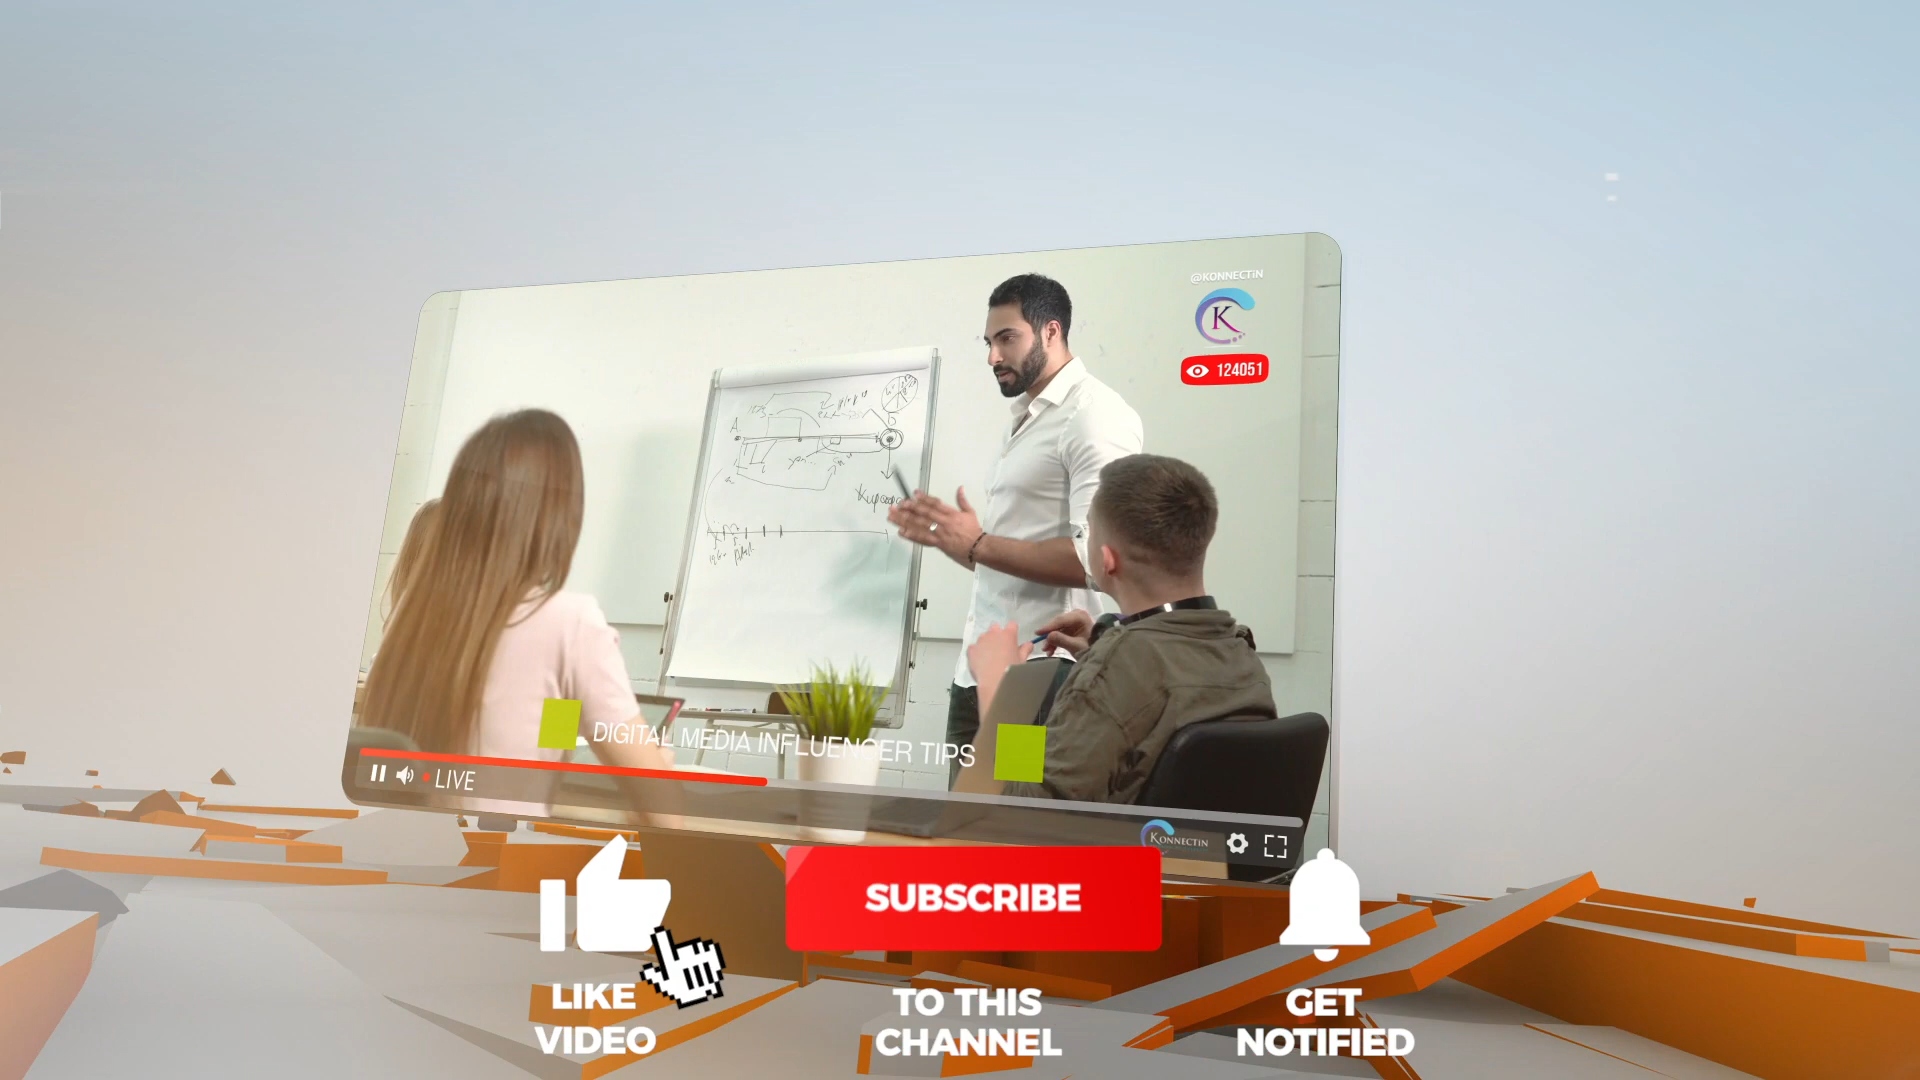 @KONNECTiN
K
124051
A
DIGITAL MEDIA INFLUENCER TIPS
LIVE
KONNECTIN
SUBSCRIBE
LIKE
VIDEO
TO THIS
CHANNEL
GET
NOTIFIED